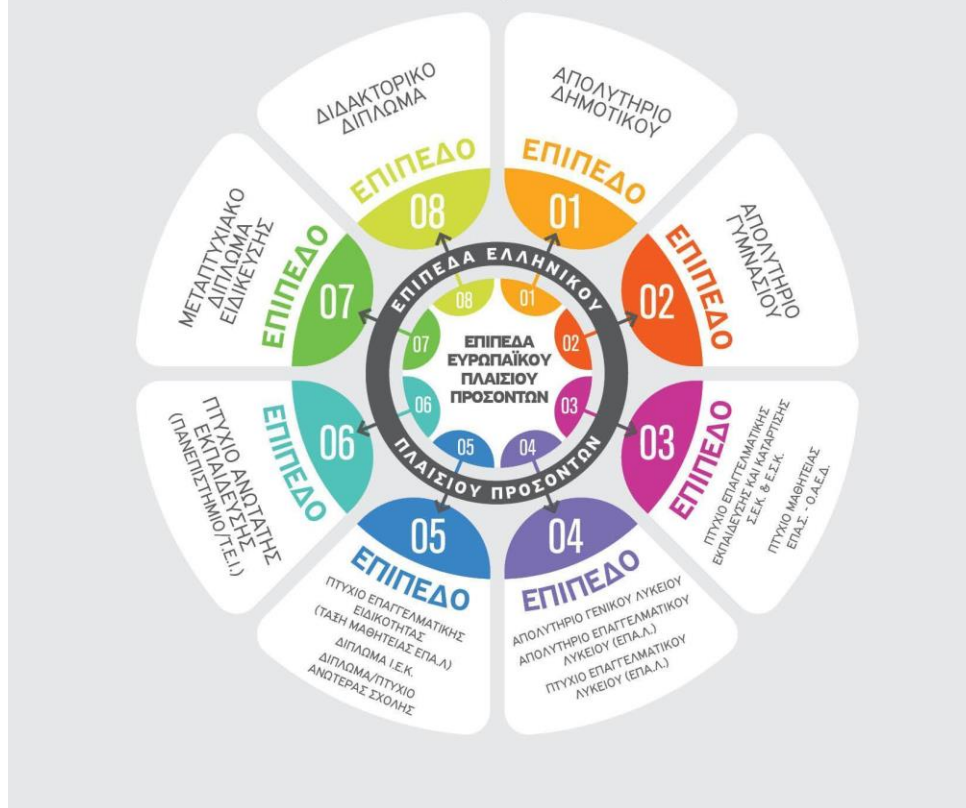 ΕΠΙΠΕΔΑ
ΕΥΡΩΠΑΪΚΟΥ
ΠΛΑΙΣΙΟΥ
ΠΡΟΣΟΝΤΩΝ
01
02
03
04
05
06
07
08
ΕΠΙΠΕΔΑ ΕΛΛΗΝΙΚΟΥ
ΠΛΑΙΣΙΟΥ ΠΡΟΣΟΝΤΩΝ
ΑΠΟΛΥΤΗΡΙΟ
ΔΗΜΟΤΙΚΟΥ
ΕΠΙΠΕΔΟ
01
ΑΠΟΛΥΤΗΡΙΟ
ΓΥΜΝΑΣΙΟΥ
ΕΠΙΠΕΔΟ
02
ΕΠΙΠΕΔΟ
03
ΠΤΥΧΙΟ ΕΠΑΓΓΕΛΜΑΤΙΚΗΣ
ΕΚΠΑΙΔΕΥΣΗΣ ΚΑΙ ΚΑΤΑΡΤΙΣΗΣ
Σ.Ε.Κ. & Ε.Σ.Κ.
ΠΤΥΧΙΟ ΜΑΘΗΤΕΙΑΣ
ΕΠΑ.Σ. - Ο.Α.Ε.Δ.
04
ΕΠΙΠΕΔΟ
ΑΠΟΛΥΤΗΡΙΟ ΓΕΝΙΚΟΥ ΛΥΚΕΙΟΥ
ΑΠΟΛΥΤΗΡΙΟ ΕΠΑΓΓΕΛΜΑΤΙΚΟΥ
ΛΥΚΕΙΟΥ (ΕΠΑ.Λ.)
ΠΤΥΧΙΟ ΕΠΑΓΓΕΛΜΑΤΙΚΟΥ
ΛΥΚΕΙΟΥ (ΕΠΑ.Λ.)
05
ΕΠΙΠΕΔΟ
ΠΤΥΧΙΟ ΕΠΑΓΓΕΛΜΑΤΙΚΗΣ
ΕΙΔΙΚΟΤΗΤΑΣ
(ΤΑΞΗ ΜΑΘΗΤΕΙΑΣ ΕΠΑ.Λ)
ΔΙΠΛΩΜΑ Ι.Ε.Κ.
ΔΙΠΛΩΜΑ/ΠΤΥΧΙΟ
ΑΝΩΤΕΡΑΣ ΣΧΟΛΗΣ
06
ΕΠΙΠΕΔΟ
ΠΤΥΧΙΟ ΑΝΩΤΑΤΗΣ
ΕΚΠΑΙΔΕΥΣΗΣ
(ΠΑΝΕΠΙΣΤΗΜΙΟ/Τ.Ε.Ι.)
ΜΕΤΑΠΤΥΧΙΑΚΟ
ΔΙΠΛΩΜΑ
ΕΙΔΙΚΕΥΣΗΣ
ΕΠΙΠΕΔΟ
07
ΔΙΔΑΚΤΟΡΙΚΟ
ΔΙΠΛΩΜΑ
ΕΠΙΠΕΔΟ
08